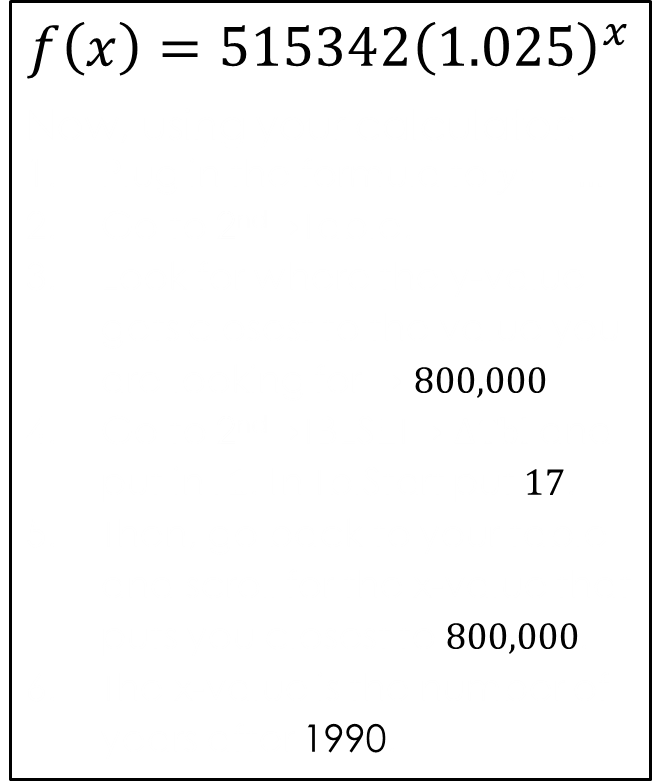 f(x) = 515342(1.025)^x
800,000
17
800,000
1990